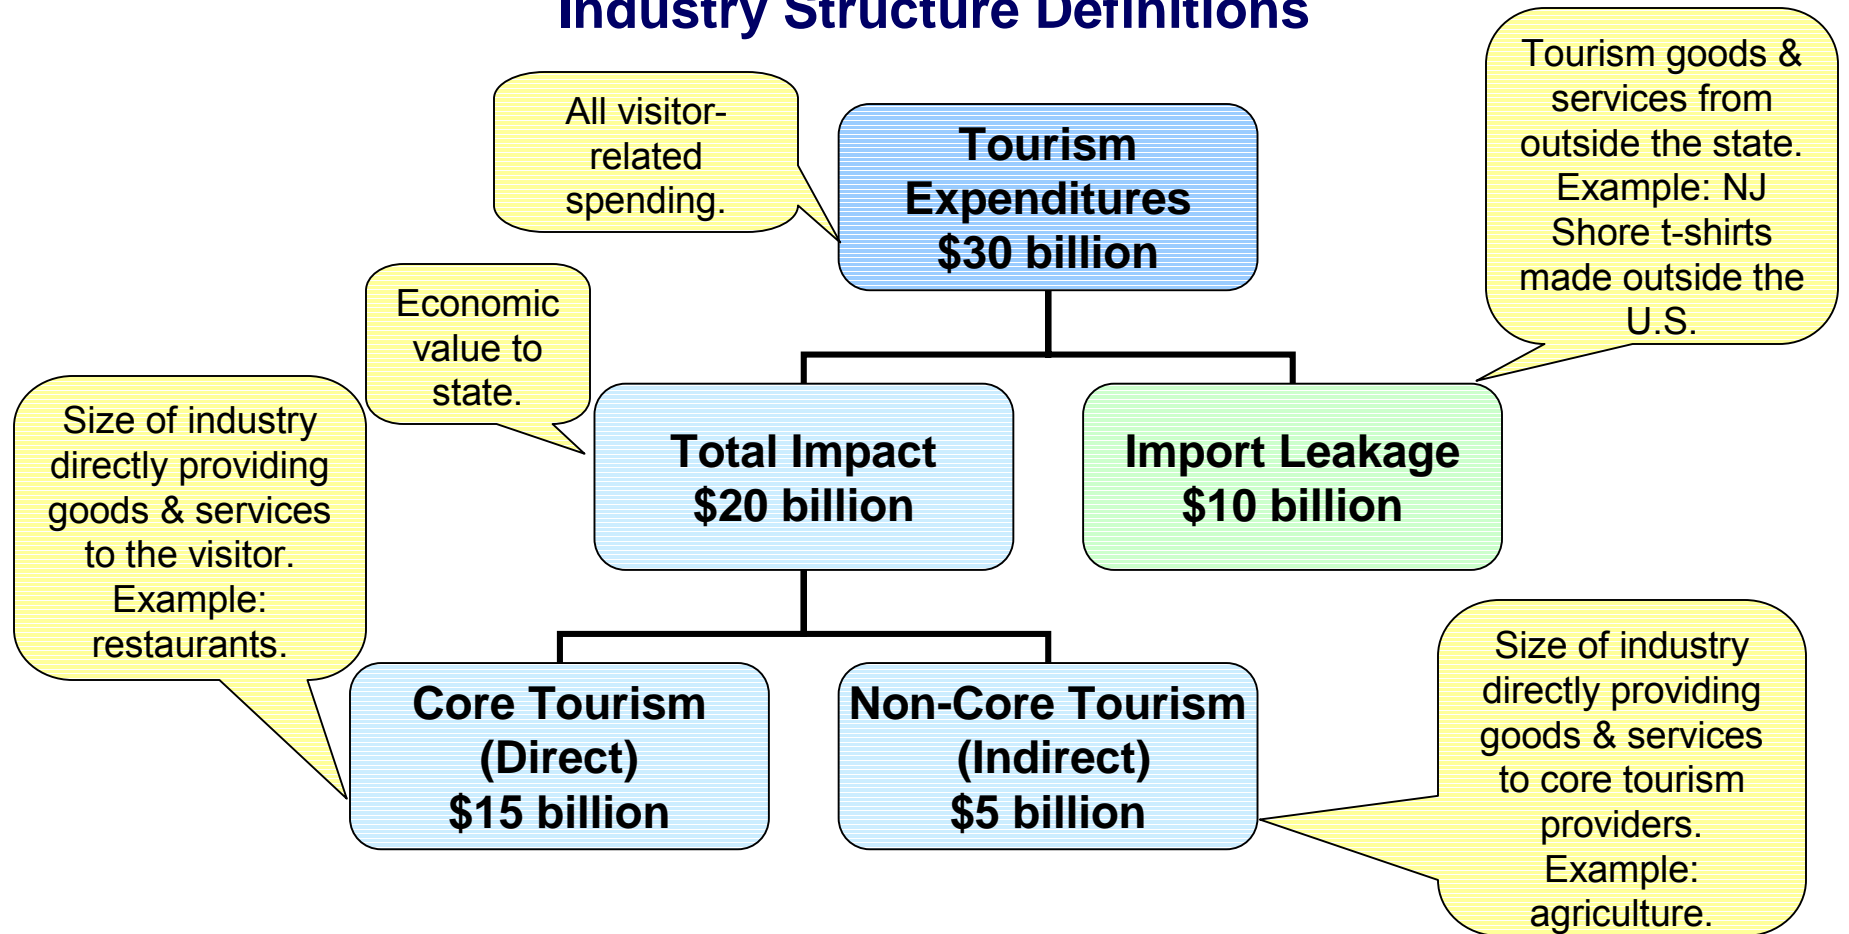 Industry Structure Definitions
All visitor-
related
spending.
Tourism
Expenditures
$30 billion
Tourism goods &
services from
outside the state.
Example: NJ
Shore t-shirts
made outside the
U.S.
Economic
value to
state.
Total Impact
$20 billion
Import Leakage
$10 billion
Size of industry
directly providing
goods & services
to the visitor.
Example:
restaurants.
Core Tourism
(Direct)
$15 billion
Non-Core Tourism
(Indirect)
$5 billion
Size of industry
directly providing
goods & services
to core tourism
providers.
Example:
agriculture.